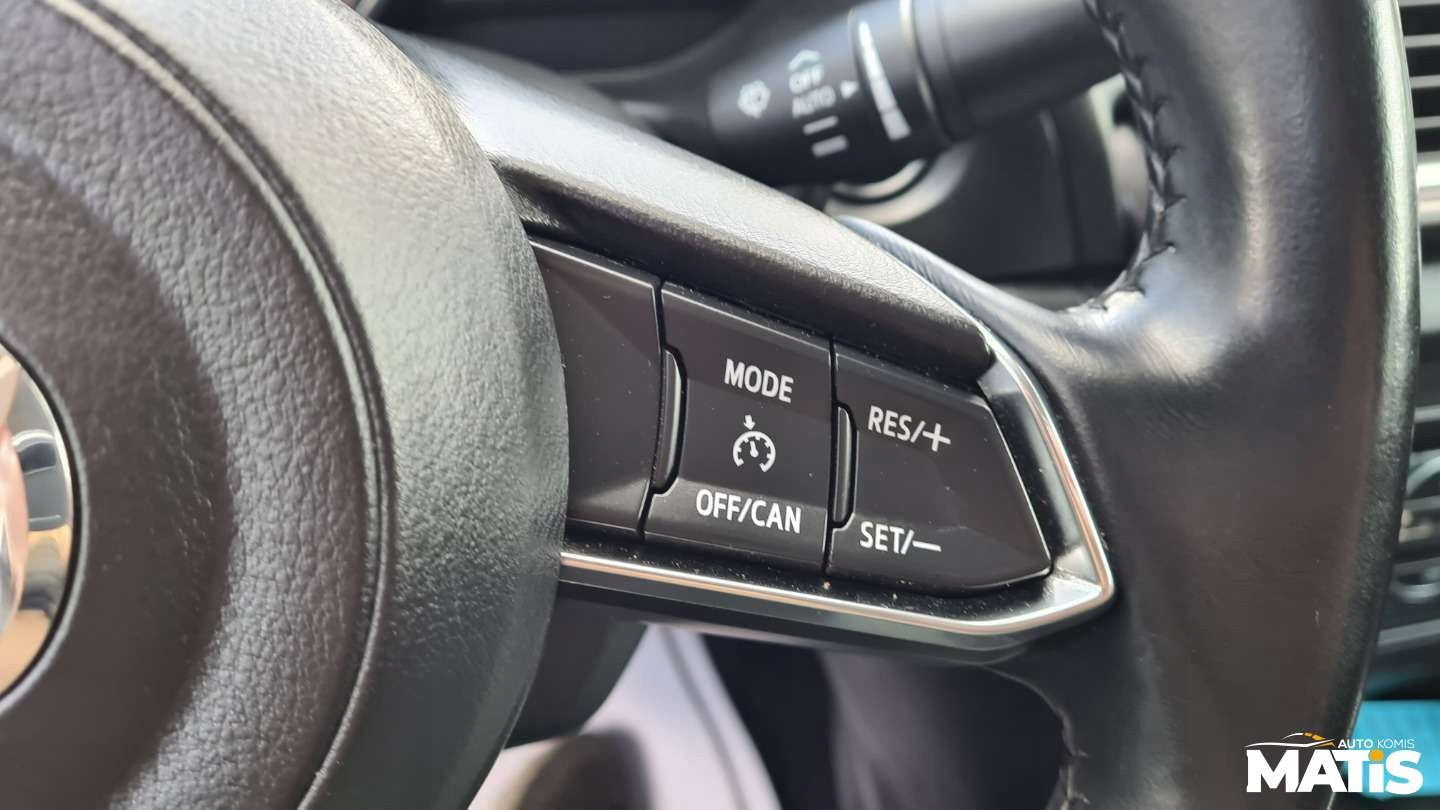 OFF
AUTO
MODE
OFF/CAN
RES/+
SET/—
AUTO KOMIS
MATiS